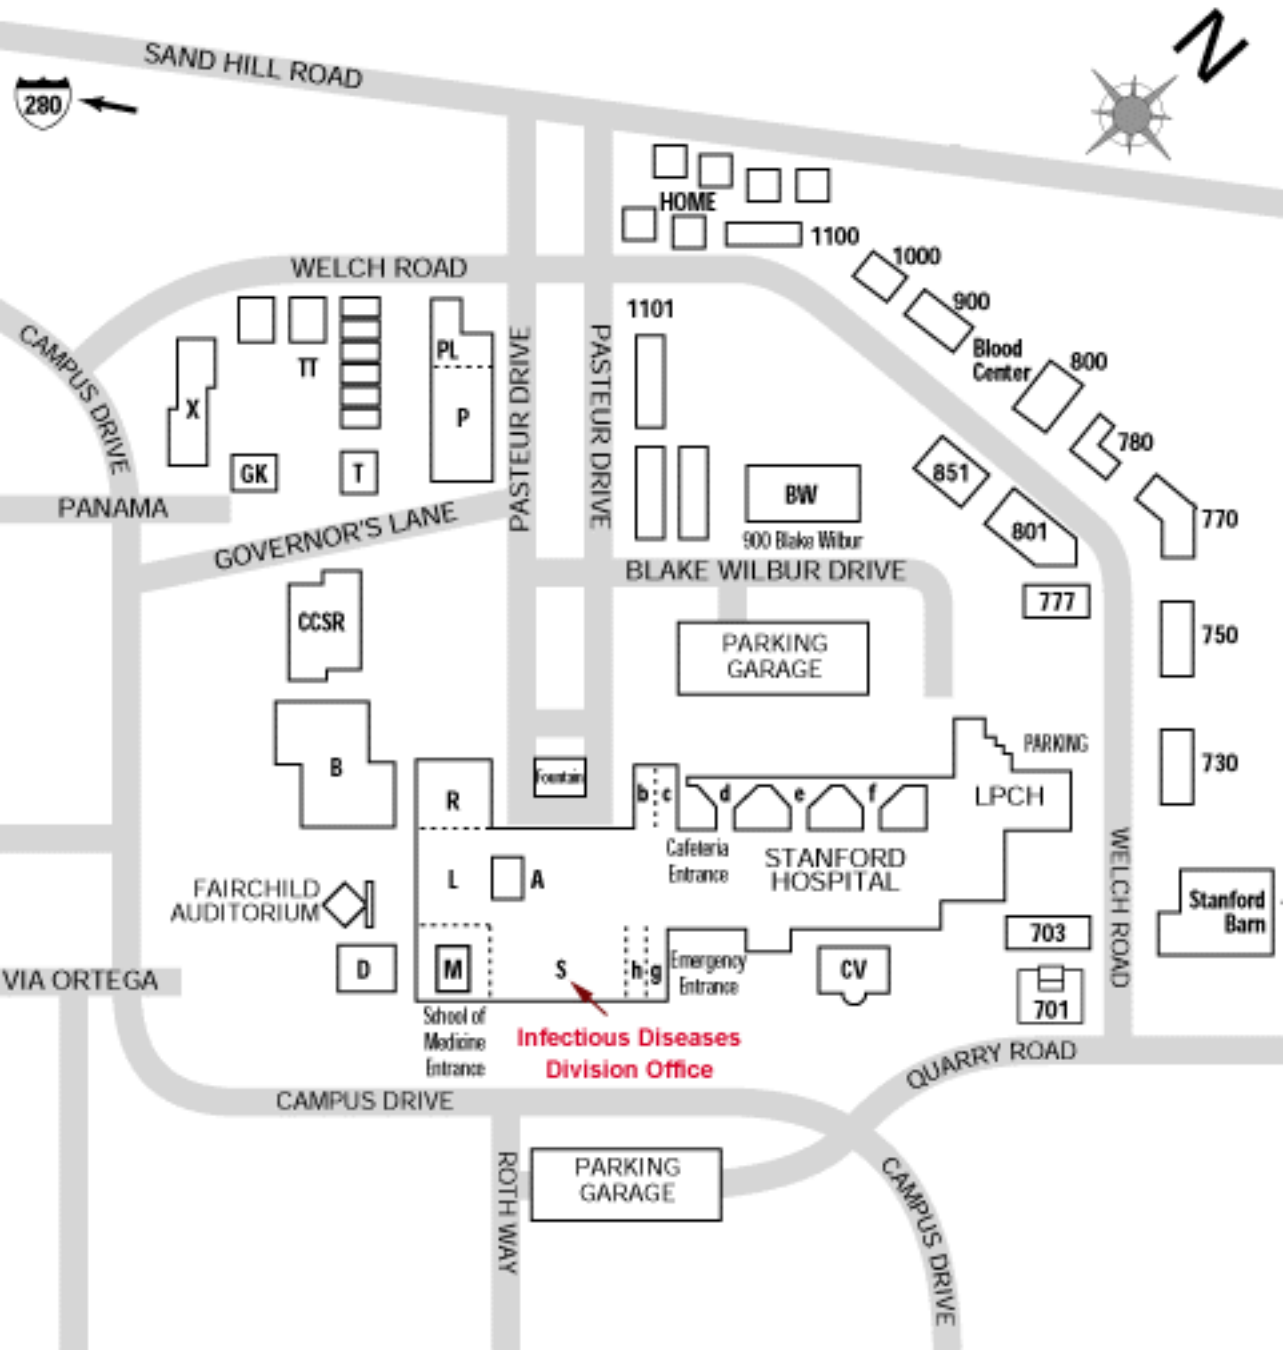 N
SAND HILL ROAD
280
HOME
1100
1000
WELCH ROAD
900
1101
Blood
Center
800
CAMPUS DRIVE
TT
PL
PASTEUR DRIVE
PASTEUR DRIVE
X
P
780
GK
T
851
BW
PANAMA
GOVERNOR'S LANE
900 Blake Wilbur
801
770
BLAKE WILBUR DRIVE
777
CCSR
PARKING
GARAGE
750
PARKING
B
Fountain
730
R
b
c
d
e
f
LPCH
Cafeteria
Entrance
STANFORD
HOSPITAL
L
A
WELCH ROAD
FAIRCHILD
AUDITORIUM
Stanford
Barn
703
D
M
S
h
g
Emergency
Entrance
CV
VIA ORTEGA
701
School of
Medicine
Entrance
Infectious Diseases
Division Office
QUARRY ROAD
CAMPUS DRIVE
ROTH WAY
PARKING
GARAGE
CAMPUS DRIVE